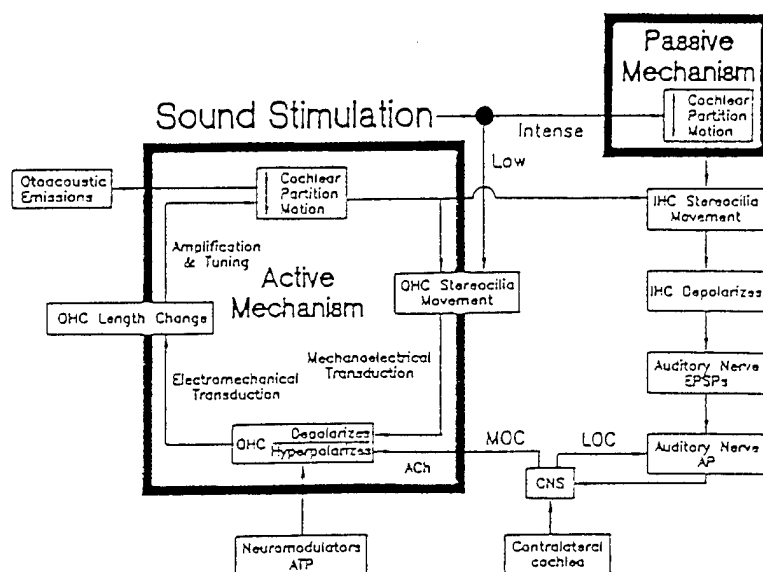 Passive
Mechanism
Cochlear
Partition
Motion
Sound Stimulation
Intense
Low
Otoacoustic
Emissions
Cochlear
Partition
Motion
IHC Stereocilia
Movement
Amplification
& Tuning
Active
Mechanism
OHC Stereocilia
Movement
IHC Depolarizes
OHC Length Change
Mechanoelectrical
Transduction
Electromechanical
Transduction
Auditory Nerve
EPSPs
OHC
Depolarizes
Hyperpolarizes
MOC
LOC
Auditory Nerve
AP
ACh
CNS
Neuromodulators
ATP
Contralateral
cochlea